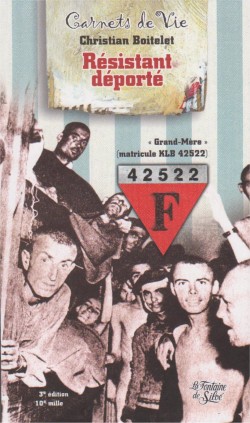 Carnets de Vie
Christian Boitelet
Résistant
déporté
« Grand-Mère »
(matricule KLB 42522)
42522
F
3e édition
10e mille
La Fontaine
de Siloé